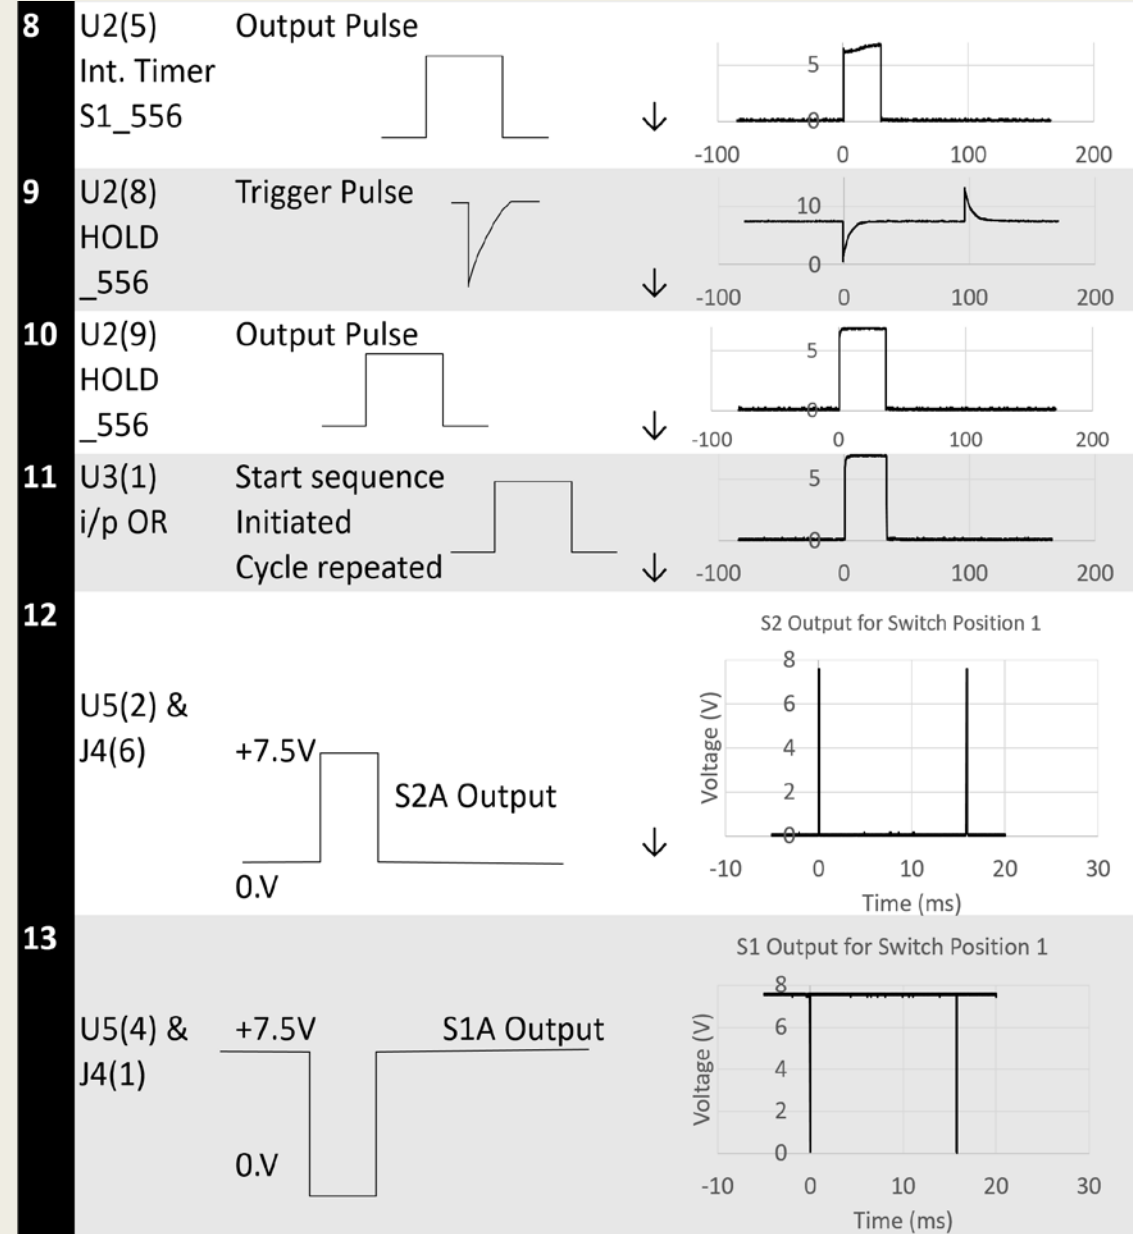 8 U2(5) Output Pulse
Int. Timer
S1_556
5
0
-100 0 100 200
9 U2(8) Trigger Pulse
HOLD
_556
10
0
-100 0 100 200
10 U2(9) Output Pulse
HOLD
_556
5
0
-100 0 100 200
11 U3(1) Start sequence
i/p OR Initiated
Cycle repeated
5
0
-100 0 100 200
12
S2 Output for Switch Position 1
U5(2) &
J4(6)
+7.5V
S2A Output
0.V
Voltage (V)
8
6
4
2
0
-10 0 10 20 30
Time (ms)
13
S1 Output for Switch Position 1
U5(4) & +7.5V S1A Output
J4(1)
0.V
Voltage (V)
8
6
4
2
0
-10 0 10 20 30
Time (ms)